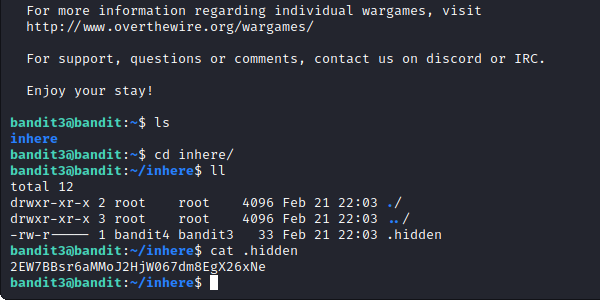 For more information regarding individual wargames, visit
http://www.overthewire.org/wargames/
For support, questions or comments, contact us on discord or IRC.
Enjoy your stay!
bandit3@bandit:~$ ls
inhere
bandit3@bandit:~$ cd inhere/
bandit3@bandit:~/inhere$ ll
total 12
drwxr-xr-x 2 root    root    4096 Feb 21 22:03 ./
drwxr-xr-x 3 root    root    4096 Feb 21 22:03 ../
-rw-r----- 1 bandit4 bandit3   33 Feb 21 22:03 .hidden
bandit3@bandit:~/inhere$ cat .hidden
2EW7BBsr6aMMoJ2HjW067dm8EgX26xNe
bandit3@bandit:~/inhere$